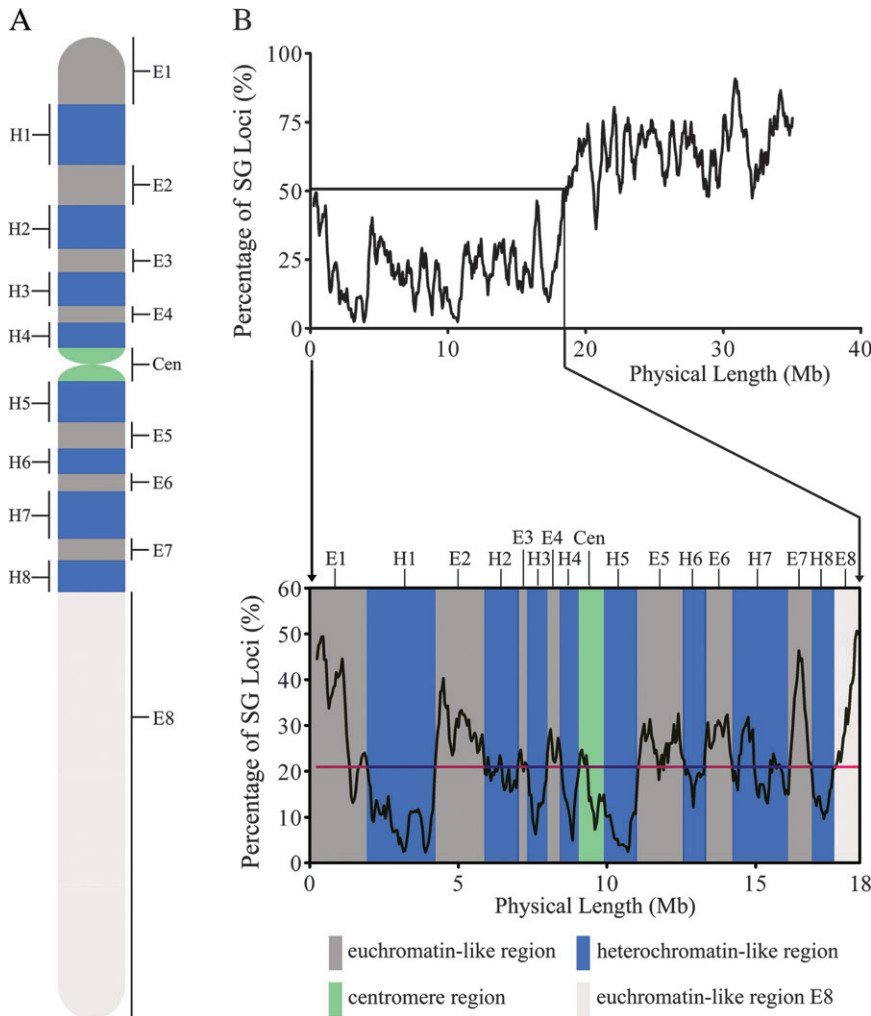 A
E1
H1
E2
H2
E3
H3
E4
H4
Cen
H5
E5
H6
E6
H7
E7
H8
E8
B
Percentage of SG Loci (%)
100
75
50
25
0
0 10 20 30 40
Physical Length (Mb)
E3 E4 Cen
E1 H1 E2 H2 H3 H4 H5 E5 H6 E6 H7 E7 H8 E8
Percentage of SG Loci (%)
60
50
40
30
20
10
0
0 5 10 15 18
Physical Length (Mb)
euchromatin-like region heterochromatin-like region
centromere region euchromatin-like region E8